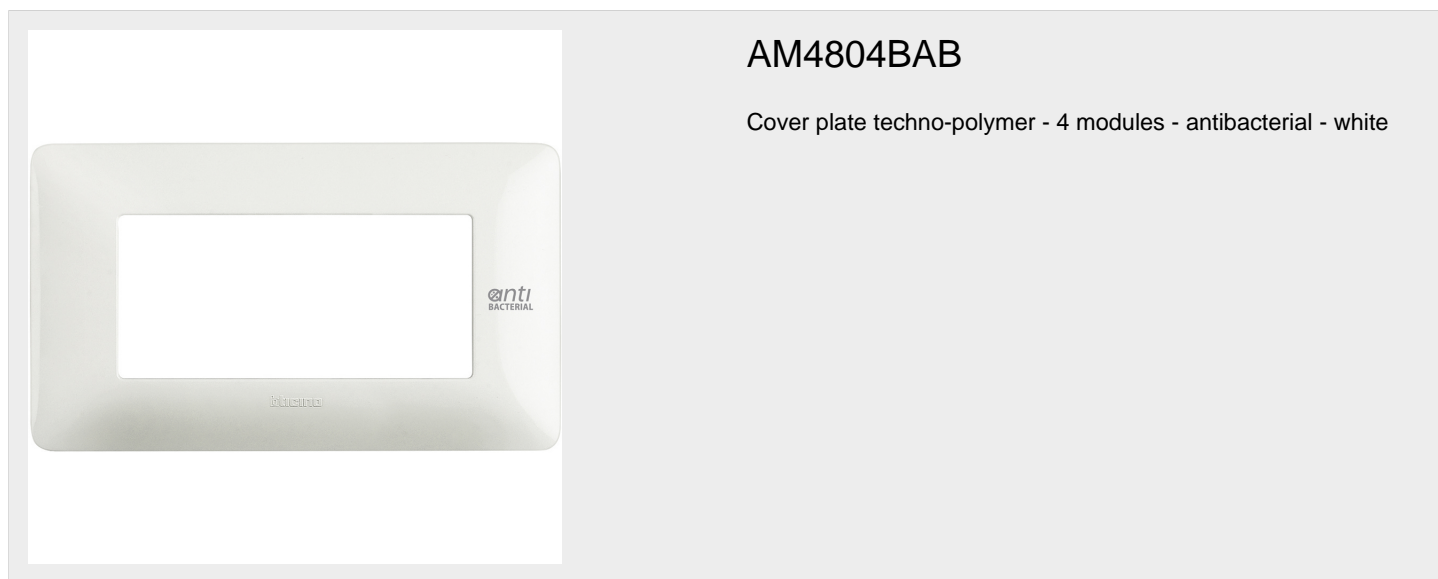 AM4804BAB
Cover plate techno-polymer - 4 modules - antibacterial - white
anti
BACTERIAL
bticino